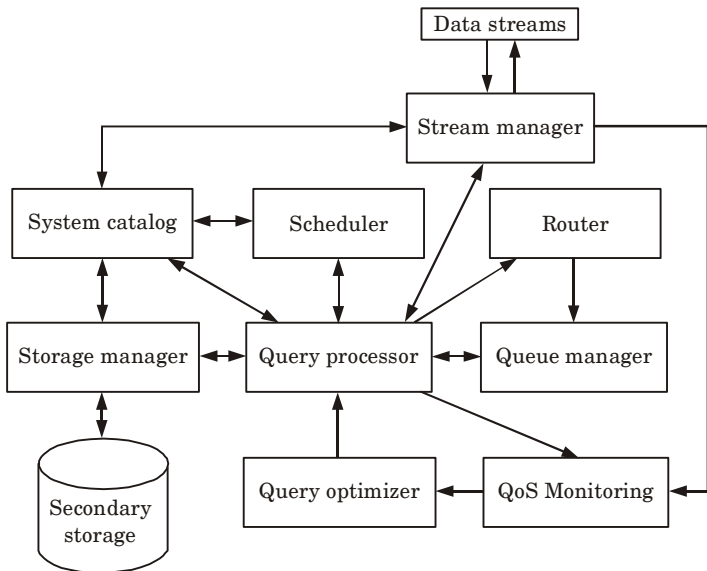 Data streams
Stream manager
System catalog
Scheduler
Router
Storage manager
Query processor
Queue manager
Secondary
storage
Query optimizer
QoS Monitoring